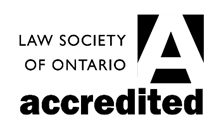 LAW SOCIETY
OF ONTARIO
A
accredited